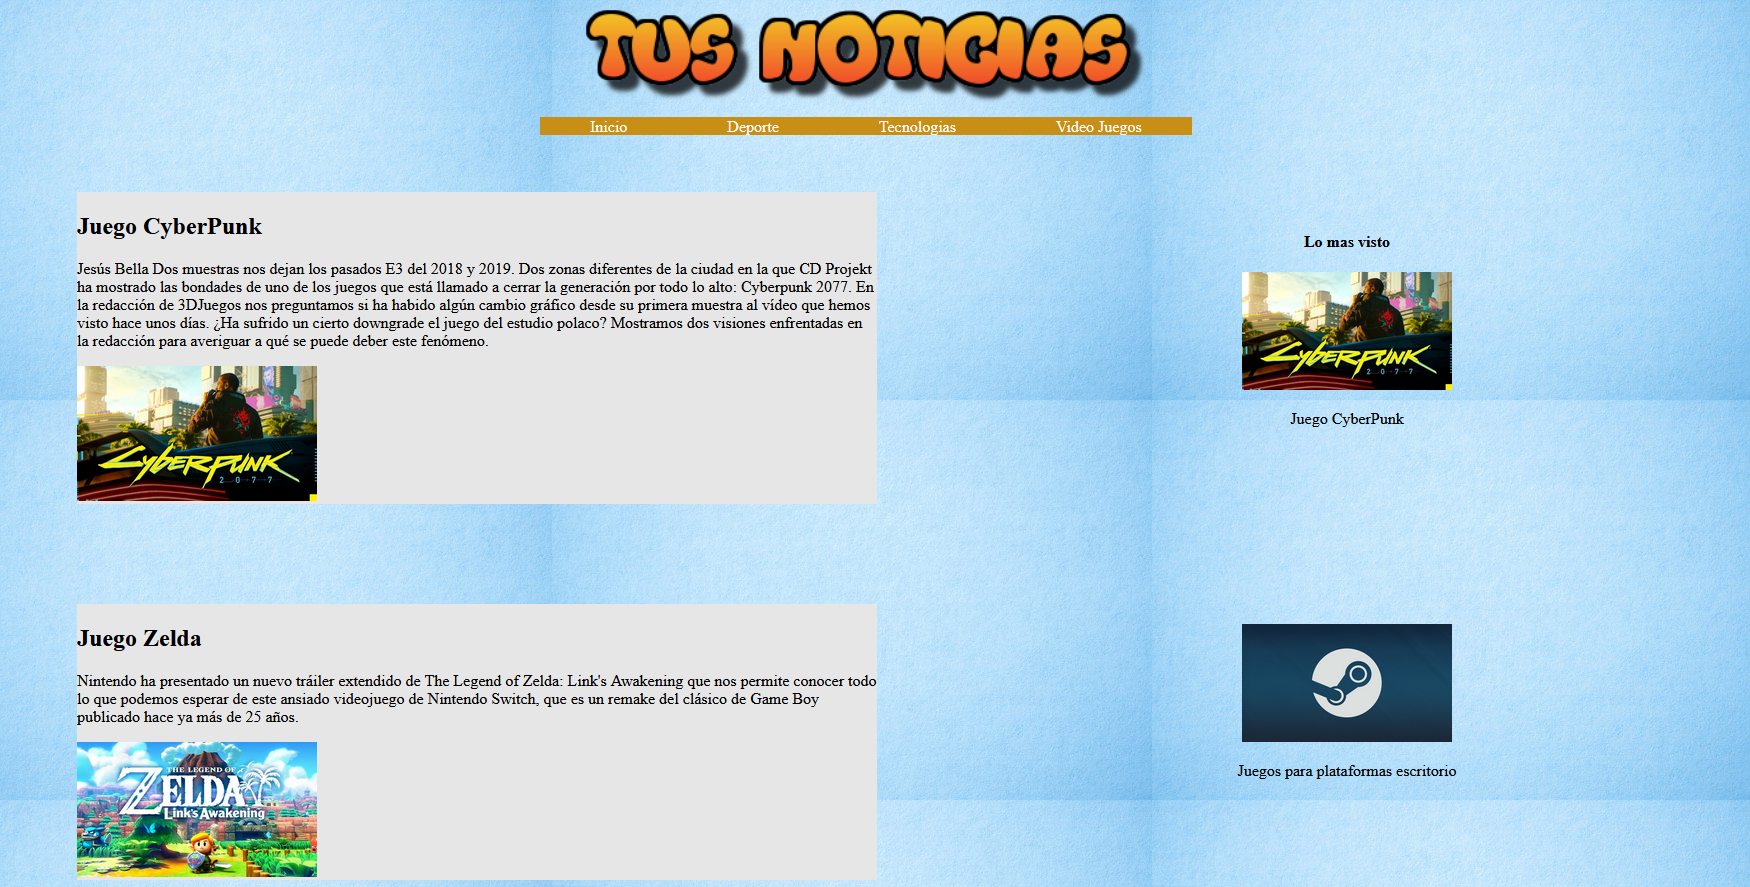 TUS NOTICIAS
Inicio Deporte Tecnologias Video Juegos
Juego CyberPunk
Jesús Bella Dos muestras nos dejan los pasados E3 del 2018 y 2019. Dos zonas diferentes de la ciudad en la que CD Projekt
ha mostrado las bondades de uno de los juegos que está llamado a cerrar la generación por todo lo alto: Cyberpunk 2077. En
la redacción de 3DJuegos nos preguntamos si ha habido algún cambio gráfico desde su primera muestra al vídeo que hemos
visto hace unos días. ¿Ha sufrido un cierto downgrade el juego del estudio polaco? Mostramos dos visiones enfrentadas en
la redacción para averiguar a qué se puede deber este fenómeno.
CYBERPUNK
2077
Juego Zelda
Nintendo ha presentado un nuevo tráiler extendido de The Legend of Zelda: Link's Awakening que nos permite conocer todo
lo que podemos esperar de este ansiado videojuego de Nintendo Switch, que es un remake del clásico de Game Boy
publicado hace ya más de 25 años.
THE LEGEND OF
ZELDA
Link's Awakening
Lo mas visto
CYBERPUNK
2077
Juego CyberPunk
Juegos para plataformas escritorio